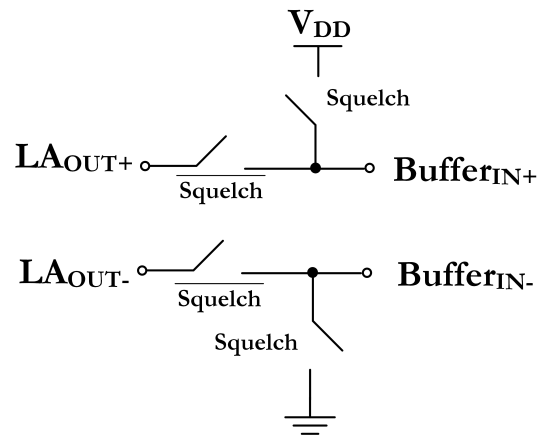 VDD
Squelch
LAOUT+
Squelch
BufferIN+
LAOUT-
Squelch
BufferIN-
Squelch